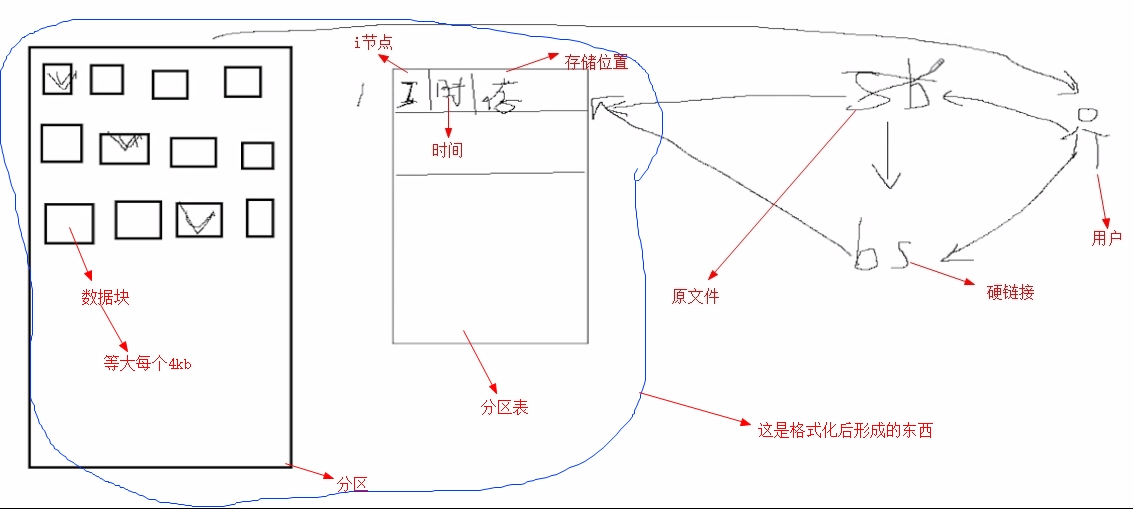 i节点
存储位置
1 I 时 存
时间
sb
bs
用户
原文件
硬链接
数据块
等大每个4kb
分区表
这是格式化后形成的东西
分区